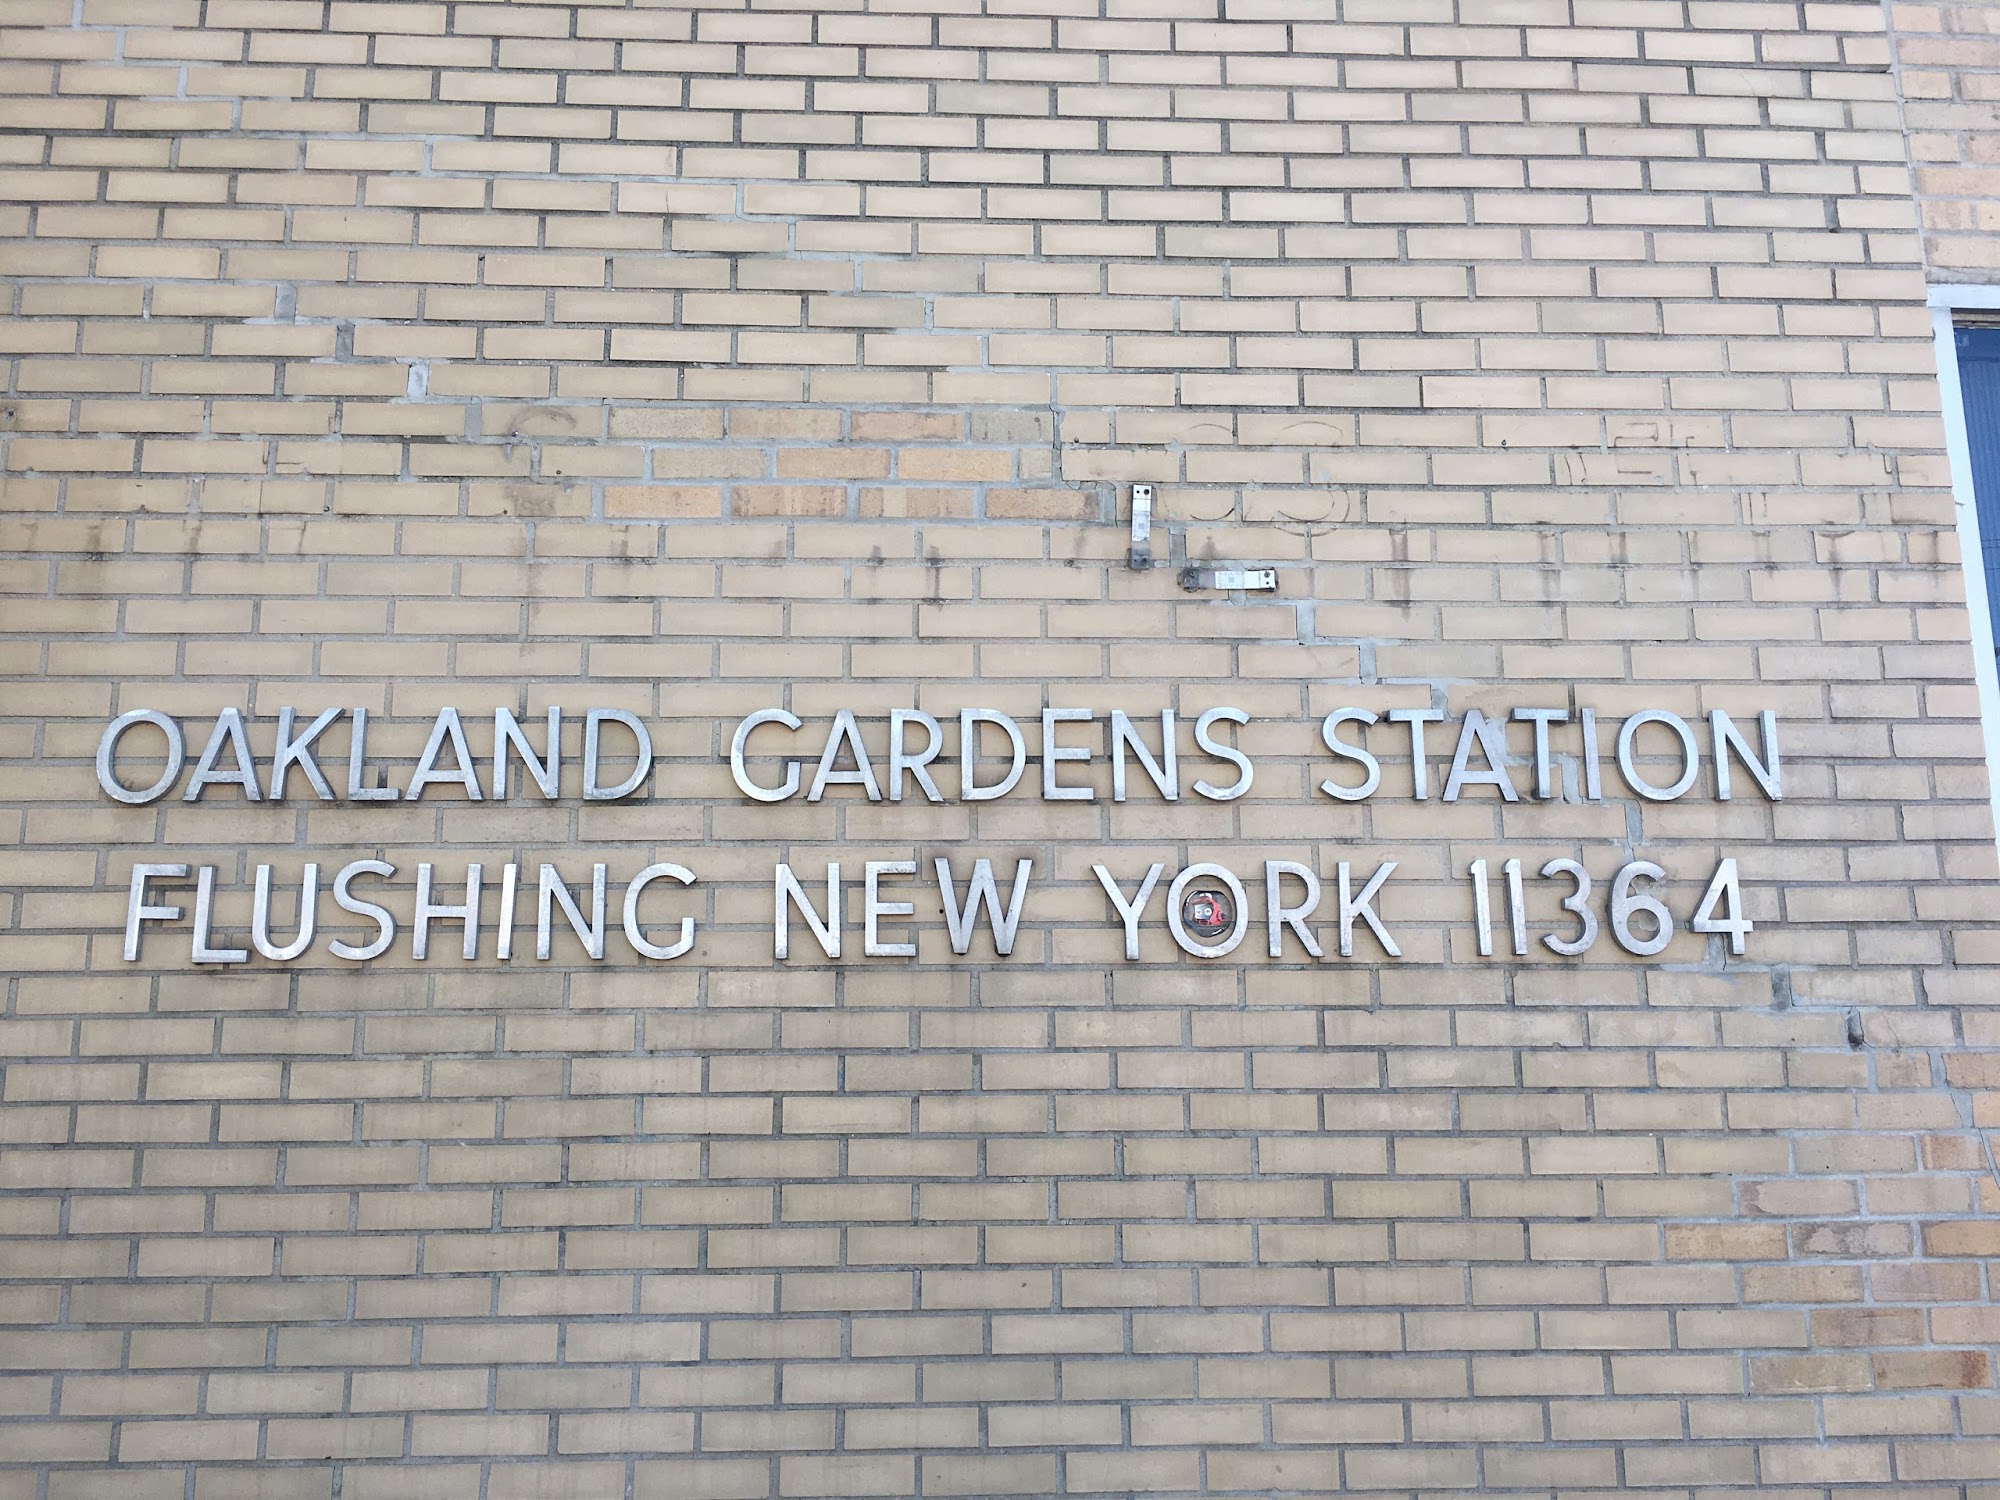 OAKLAND GARDENS STATION
FLUSHING NEW YORK 11364